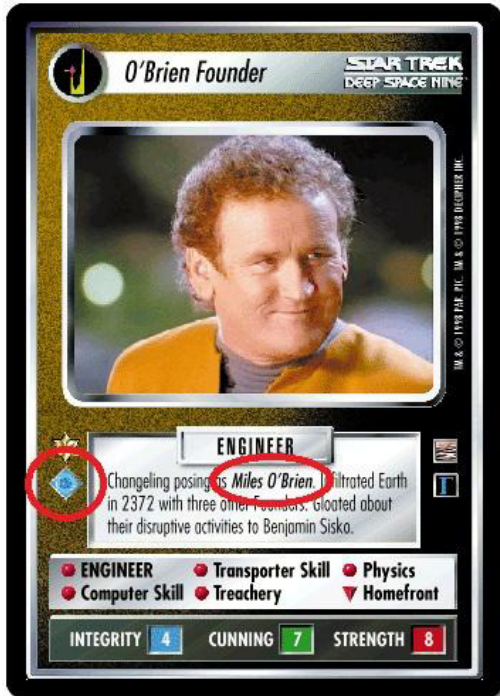 O'Brien Founder
STAR TREK
DEEP SPACE NINE
TM & © 1998 PAR. PIC. TM & © 1998 DECIPHER INC.
ENGINEER
Changeling posing as Miles O'Brien. Infiltrated Earth
in 2372 with three other Founders. Gloated about
their disruptive activities to Benjamin Sisko.
ENGINEER Transporter Skill Physics
Computer Skill Treachery Homefront
INTEGRITY 4 CUNNING 7 STRENGTH 8